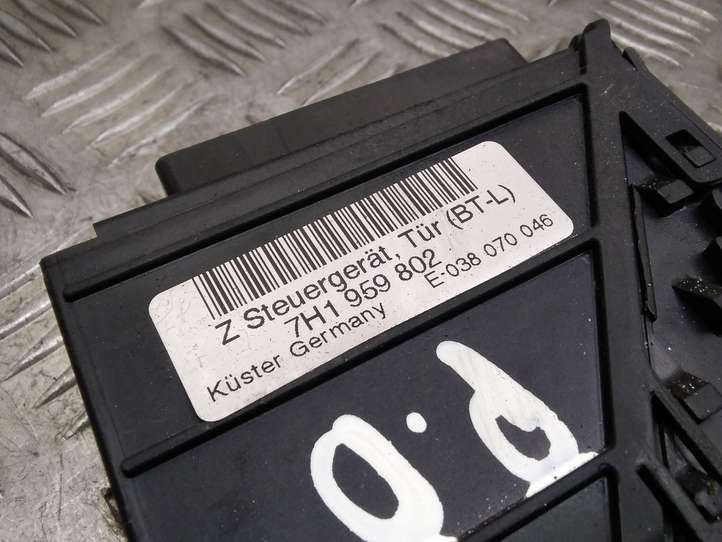 Z Steuergerät, Tür (BT-L)
7H1 959 802
Küster Germany E-038 070 046
P.D